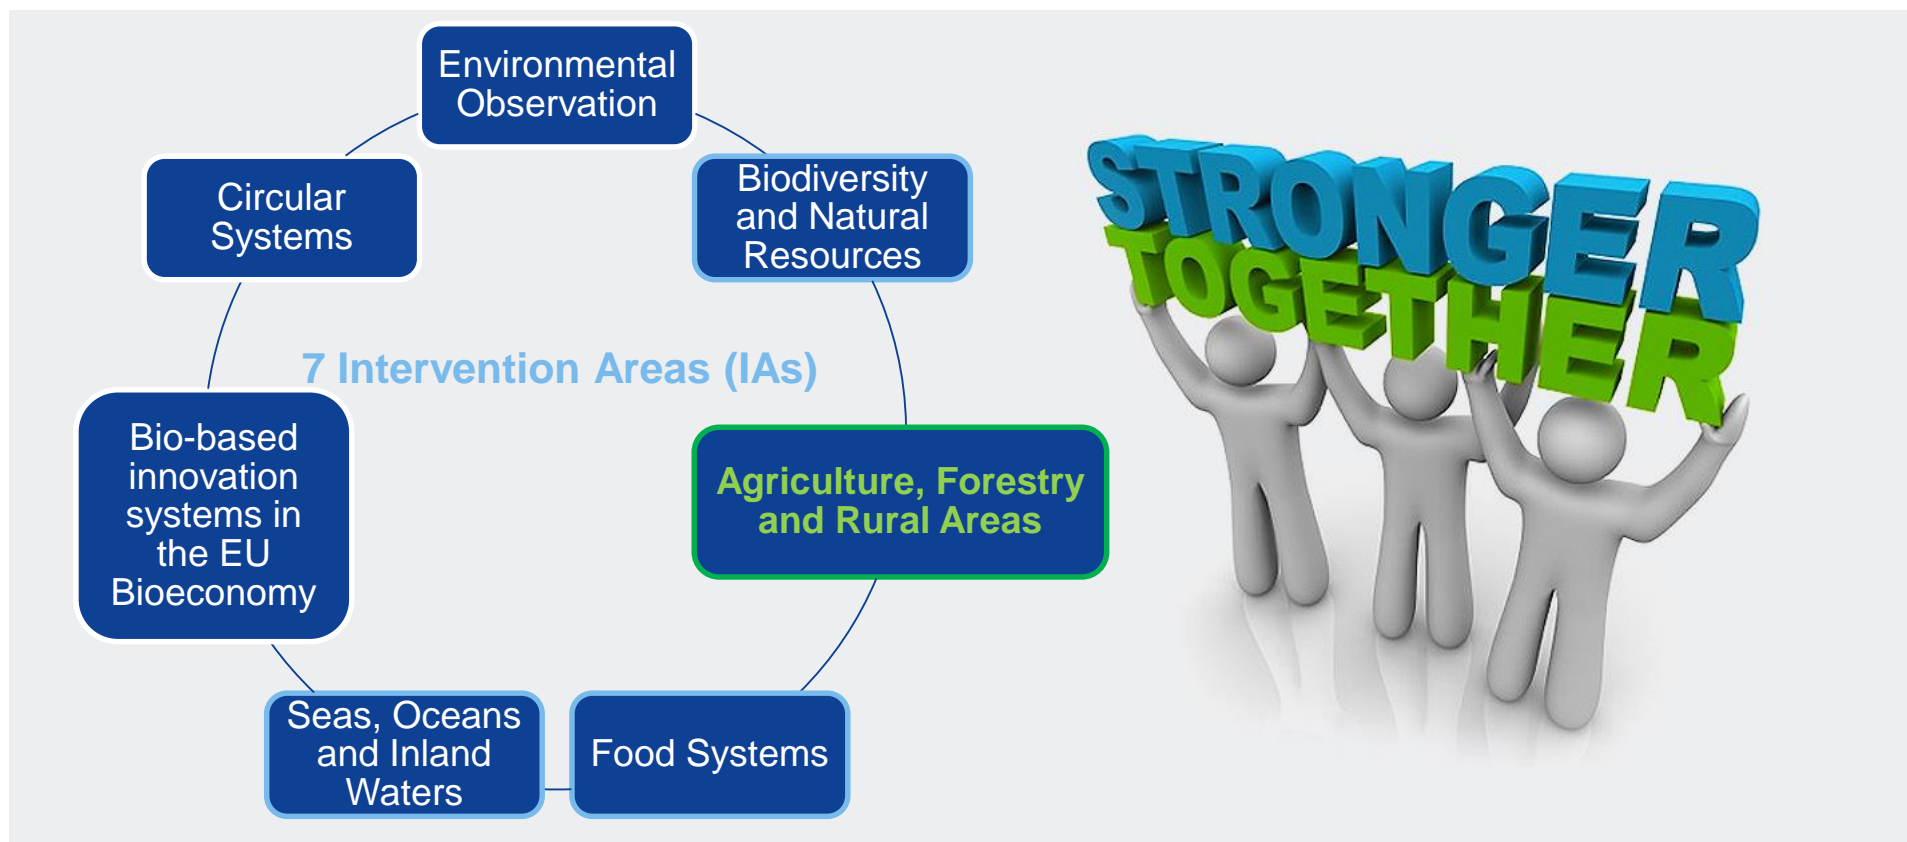 Environmental
Observation
Biodiversity
and Natural
Resources
Agriculture, Forestry
and Rural Areas
Food Systems
Seas, Oceans
and Inland
Waters
Bio-based
innovation
systems in
the EU
Bioeconomy
Circular
Systems
7 Intervention Areas (IAs)
STRONGER
TOGETHER